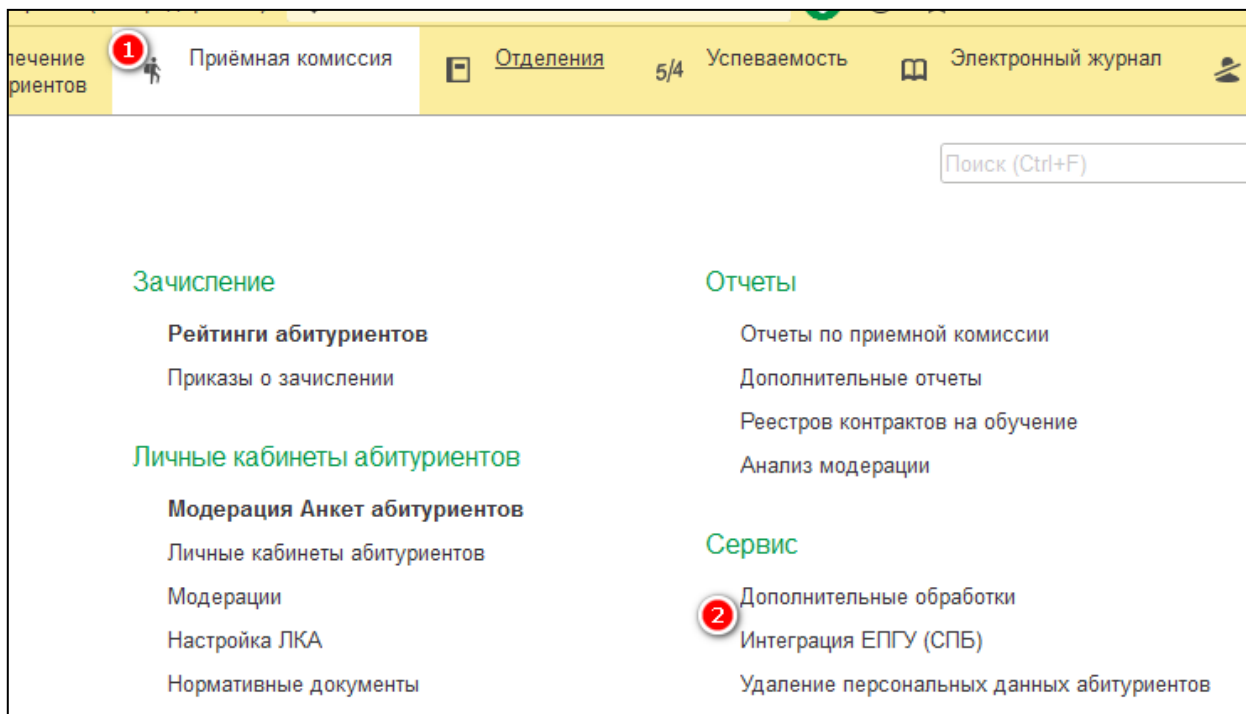 лечение
риентов
1
Приёмная комиссия
Отделения
5/4
Успеваемость
Электронный журнал
Поиск (Ctrl+F)
Зачисление
Рейтинги абитуриентов
Приказы о зачислении
Личные кабинеты абитуриентов
Модерация Анкет абитуриентов
Личные кабинеты абитуриентов
Модерации
Настройка ЛКА
Нормативные документы
Отчеты
Отчеты по приемной комиссии
Дополнительные отчеты
Реестров контрактов на обучение
Анализ модерации
Сервис
Дополнительные обработки
2
Интеграция ЕПГУ (СПБ)
Удаление персональных данных абитуриентов